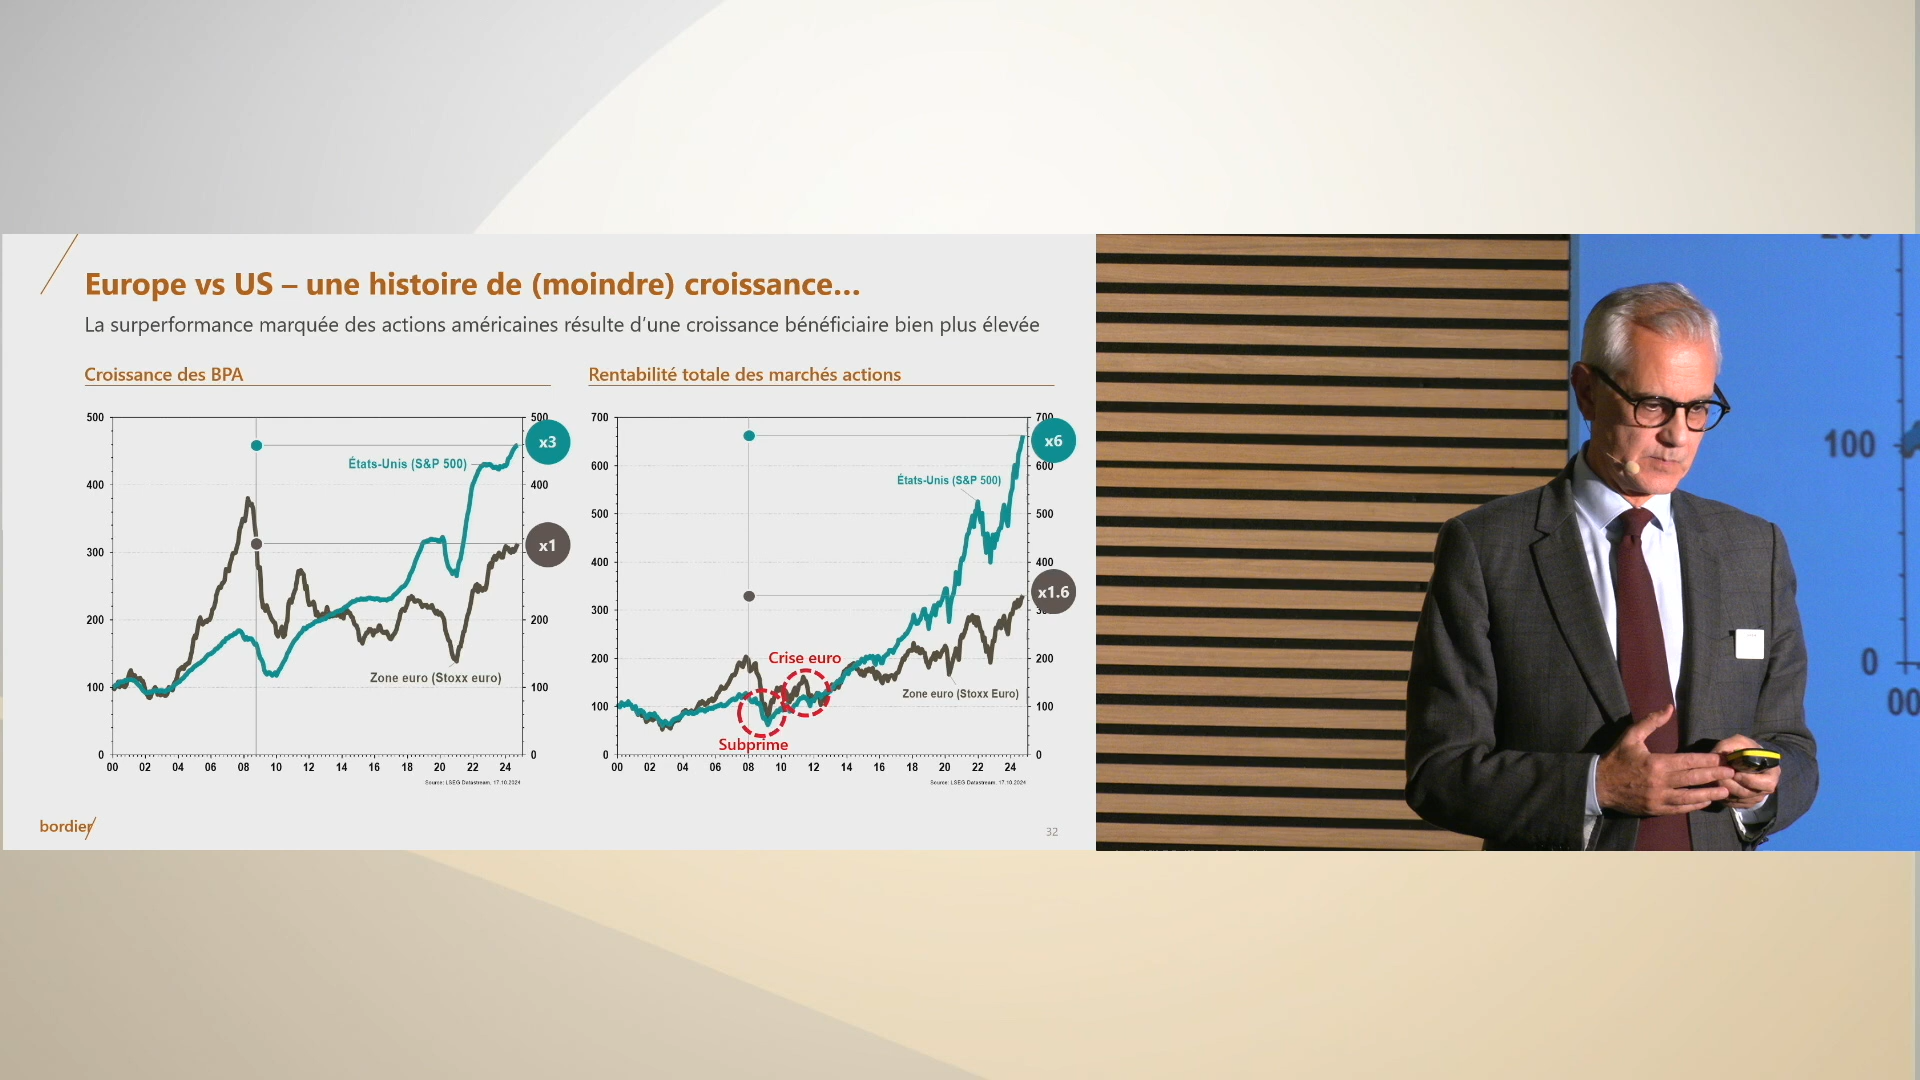 Europe vs US – une histoire de (moindre) croissance...
La surperformance marquée des actions américaines résulte d'une croissance bénéficiaire bien plus élevée
Croissance des BPA
500
400
300
200
100
0
500
400
200
100
0
x3
x1
États-Unis (S&P 500)
Zone euro (Stoxx euro)
00 02 04 06 08 10 12 14 16 18 20 22 24
Source: LSEG Datastream, 17.10.2024
Rentabilité totale des marchés actions
700
600
500
400
300
200
100
0
700
600
500
400
200
100
0
x6
x1.6
États-Unis (S&P 500)
Crise euro
Zone euro (Stoxx Euro)
Subprime
00 02 04 06 08 10 12 14 16 18 20 22 24
Source: LSEG Datastream, 17.10.2024
bordier
32
100
0
00